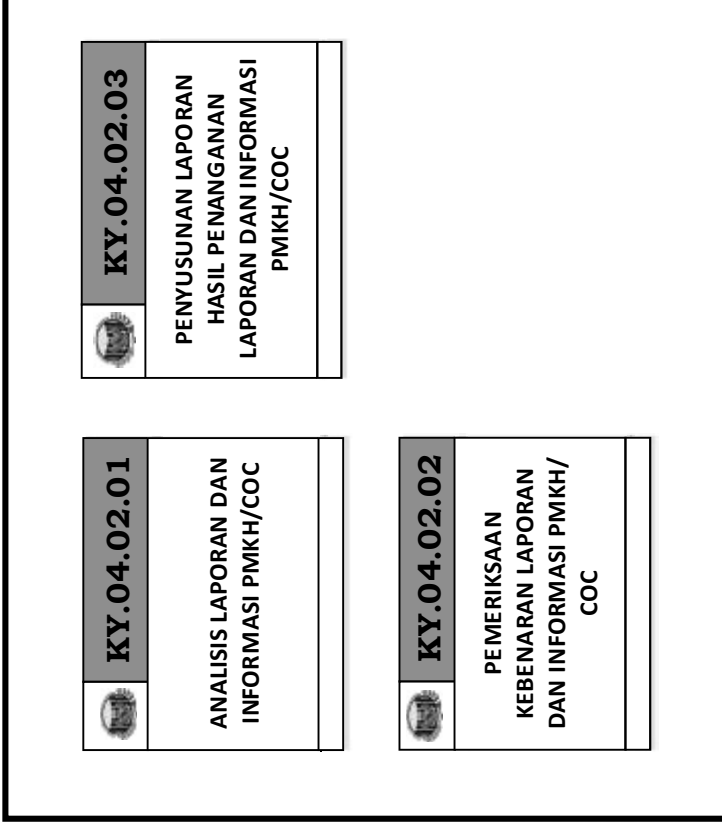 KY.04.02.01
ANALISIS LAPORAN DAN
INFORMASI PMKH/COC
KY.04.02.03
PENYUSUNAN LAPORAN
HASIL PENANGANAN
LAPORAN DAN INFORMASI
PMKH/COC
KY.04.02.02
PEMERIKSAAN
KEBENARAN LAPORAN
DAN INFORMASI PMKH/
COC